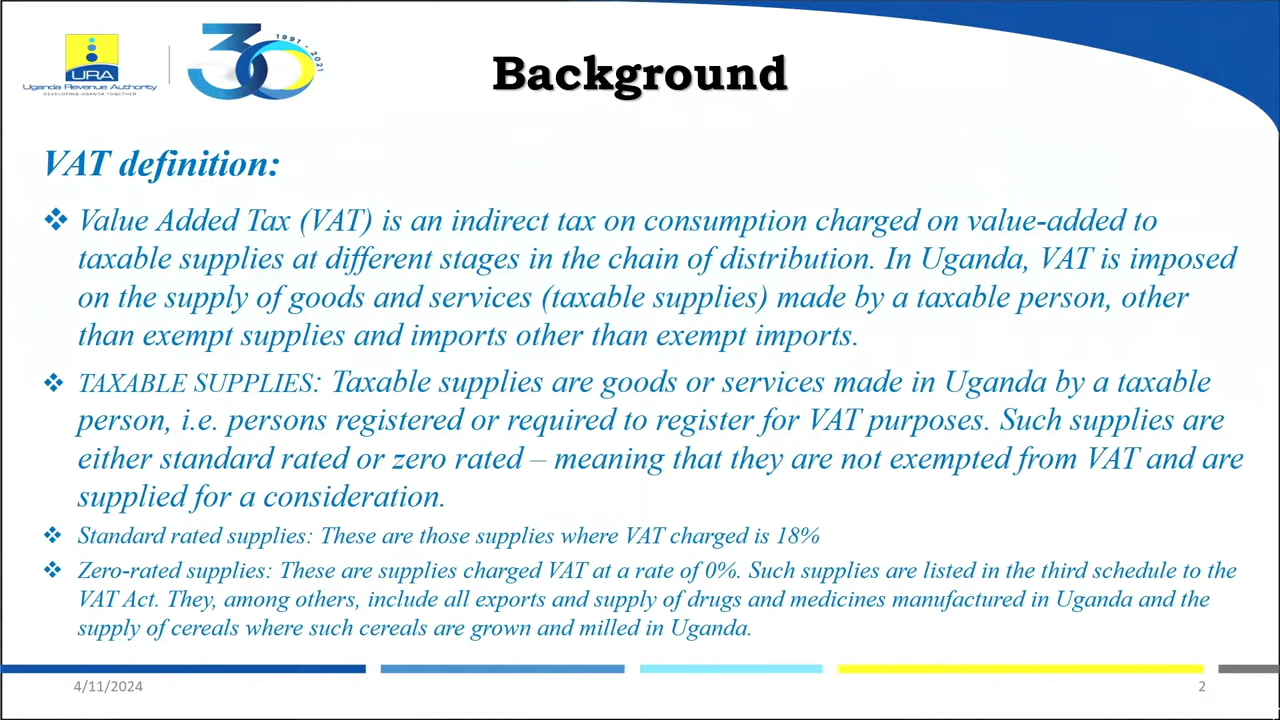 URA
Uganda Revenue Authority
DEVELOPING UGANDA TOGETHER
30
1991 - 2021
Background
VAT definition:
❖ Value Added Tax (VAT) is an indirect tax on consumption charged on value-added to
taxable supplies at different stages in the chain of distribution. In Uganda, VAT is imposed
on the supply of goods and services (taxable supplies) made by a taxable person, other
than exempt supplies and imports other than exempt imports.
❖ TAXABLE SUPPLIES: Taxable supplies are goods or services made in Uganda by a taxable
person, i.e. persons registered or required to register for VAT purposes. Such supplies are
either standard rated or zero rated – meaning that they are not exempted from VAT and are
supplied for a consideration.
❖ Standard rated supplies: These are those supplies where VAT charged is 18%
❖ Zero-rated supplies: These are supplies charged VAT at a rate of 0%. Such supplies are listed in the third schedule to the
VAT Act. They, among others, include all exports and supply of drugs and medicines manufactured in Uganda and the
supply of cereals where such cereals are grown and milled in Uganda.
4/11/2024
2